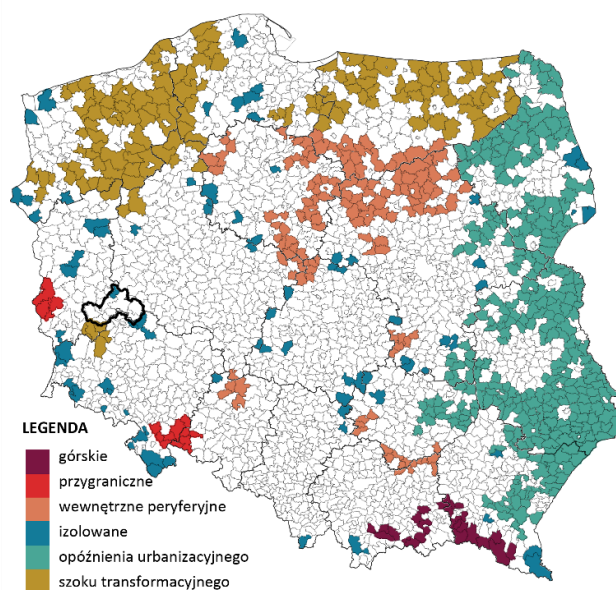 LEGENDA
górskie
przygraniczne
wewnętrzne peryferyjne
izolowane
opóźnienia urbanizacyjnego
szoku transformacyjnego